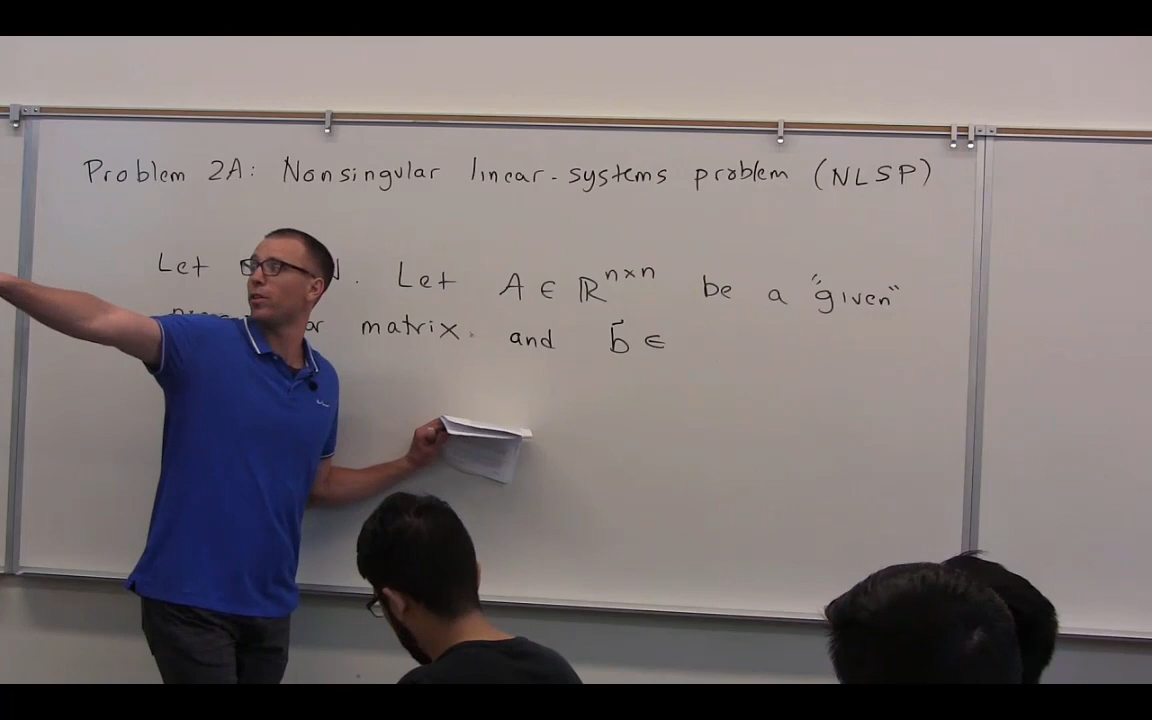 Problem 2A: Nonsingular linear-systems problem (NLSP)
Let . Let A ∈ ℝⁿˣⁿ be a "given"
matrix. and b⃗ ∈